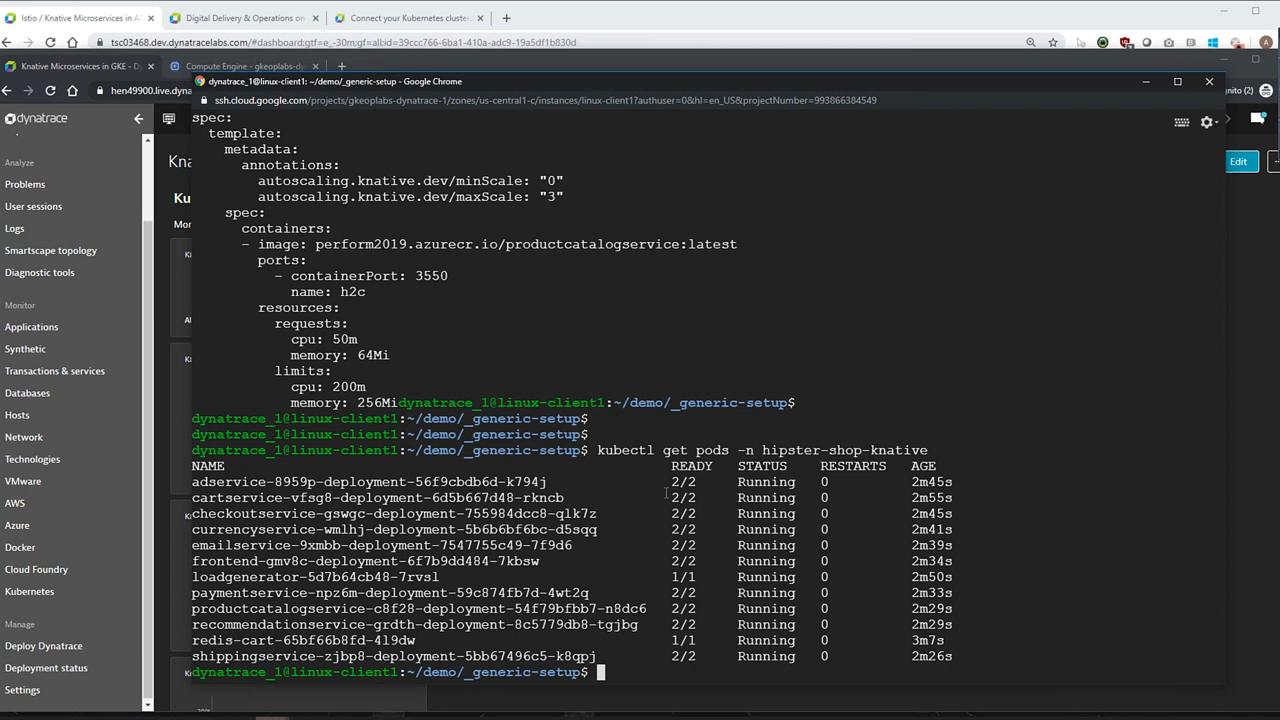 Istio / Knative Microservices in A
Digital Delivery & Operations on
Connect your Kubernetes cluste
tsc03468.dev.dynatracelabs.com/#dashboard;gtf=e_-30m;gf=all;id=39ccc766-6ba1-410a-adc9-19a5df1b830d
Knative Microservices in GKE - Dy
Compute Engine - gkeoplabs-dyn
dynatrace_1@linux-client1: ~/demo/_generic-setup - Google Chrome
hen49900.live.dyna
ssh.cloud.google.com/projects/gkeoplabs-dynatrace-1/zones/us-central1-c/instances/linux-client1?authuser=0&hl=en_US&projectNumber=993866384549
gnito (2)
dynatrace
Edit
Analyze
Problems
User sessions
Logs
Smartscape topology
Diagnostic tools
Monitor
Applications
Synthetic
Transactions & services
Databases
Hosts
Network
Technologies
VMware
AWS
Azure
Docker
Cloud Foundry
Kubernetes
Manage
Deploy Dynatrace
Deployment status
Settings
Kna
Ku
Mor
spec:
template:
metadata:
annotations:
autoscaling.knative.dev/minScale: "0"
autoscaling.knative.dev/maxScale: "3"
spec:
containers:
- image: perform2019.azurecr.io/productcatalogservice:latest
ports:
- containerPort: 3550
name: h2c
resources:
requests:
cpu: 50m
memory: 64Mi
limits:
cpu: 200m
memory: 256Midynatrace_1@linux-client1:~/demo/_generic-setup$
dynatrace_1@linux-client1:~/demo/_generic-setup$
dynatrace_1@linux-client1:~/demo/_generic-setup$
dynatrace_1@linux-client1:~/demo/_generic-setup$ kubectl get pods -n hipster-shop-knative
NAME READY STATUS RESTARTS AGE
adservice-8959p-deployment-56f9cbdb6d-k794j 2/2 Running 0 2m45s
cartservice-vfsg8-deployment-6d5b667d48-rkncb 2/2 Running 0 2m55s
checkoutservice-gswgc-deployment-755984dcc8-qlk7z 2/2 Running 0 2m45s
currencyservice-wmlhj-deployment-5b6b6bf6bc-d5sqq 2/2 Running 0 2m41s
emailservice-9xmbb-deployment-7547755c49-7f9d6 2/2 Running 0 2m39s
frontend-gmv8c-deployment-6f7b9dd484-7kbsw 2/2 Running 0 2m34s
loadgenerator-5d7b64cb48-7rvsl 1/1 Running 0 2m50s
paymentservice-npz6m-deployment-59c874fb7d-4wt2q 2/2 Running 0 2m33s
productcatalogservice-c8f28-deployment-54f79bfbb7-n8dc6 2/2 Running 0 2m29s
recommendationservice-grdth-deployment-8c5779db8-tgjbg 2/2 Running 0 2m29s
redis-cart-65bf66b8fd-4l9dw 1/1 Running 0 3m7s
shippingservice-zjbp8-deployment-5bb67496c5-k8qpj 2/2 Running 0 2m26s
dynatrace_1@linux-client1:~/demo/_generic-setup$